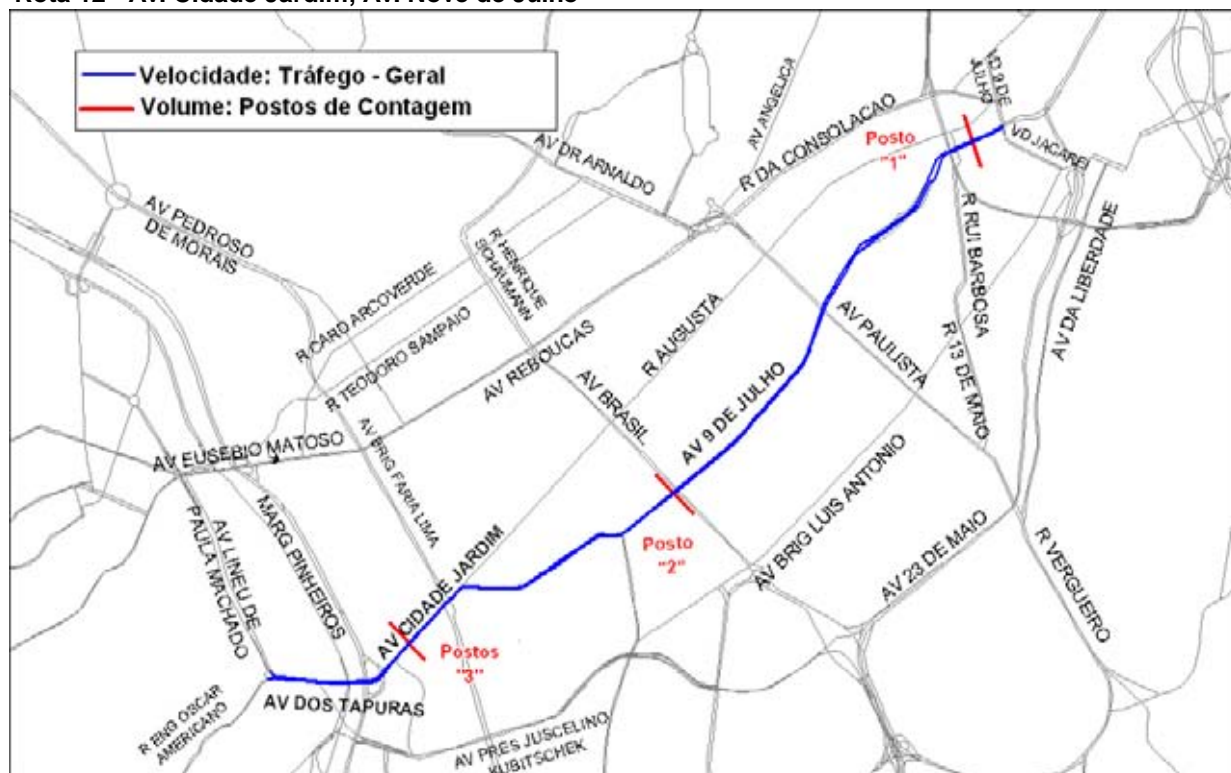 Rota 12 - Av. Cidade Jardim, Av. Nove de Julho
Velocidade: Tráfego - Geral
Volume: Postos de Contagem
AV ANGELICA
VD 9 DE
JULHO
AV DR ARNALDO
R DA CONSOLACAO
Posto
"1"
VD JACAREI
AV PEDROSO
DE MORAIS
R HENRIQUE
SCHAUMANN
R RUI BARBOSA
AV DA LIBERDADE
R CARD ARCOVERDE
R TEODORO SAMPAIO
AV REBOUCAS
R AUGUSTA
AV PAULISTA
R 13 DE MAIO
AV BRASIL
AV 9 DE JULHO
AV EUSEBIO MATOSO
AV BRIG FARIA LIMA
AV LINEU DE
PAULA MACHADO
MARG PINHEIROS
Posto
"2"
AV BRIG LUIS ANTONIO
AV 23 DE MAIO
R VERGUEIRO
AV CIDADE JARDIM
Postos
"3"
AV DOS TAPURAS
R ENG OSCAR
AMERICANO
AV PRES JUSCELINO
KUBITSCHEK